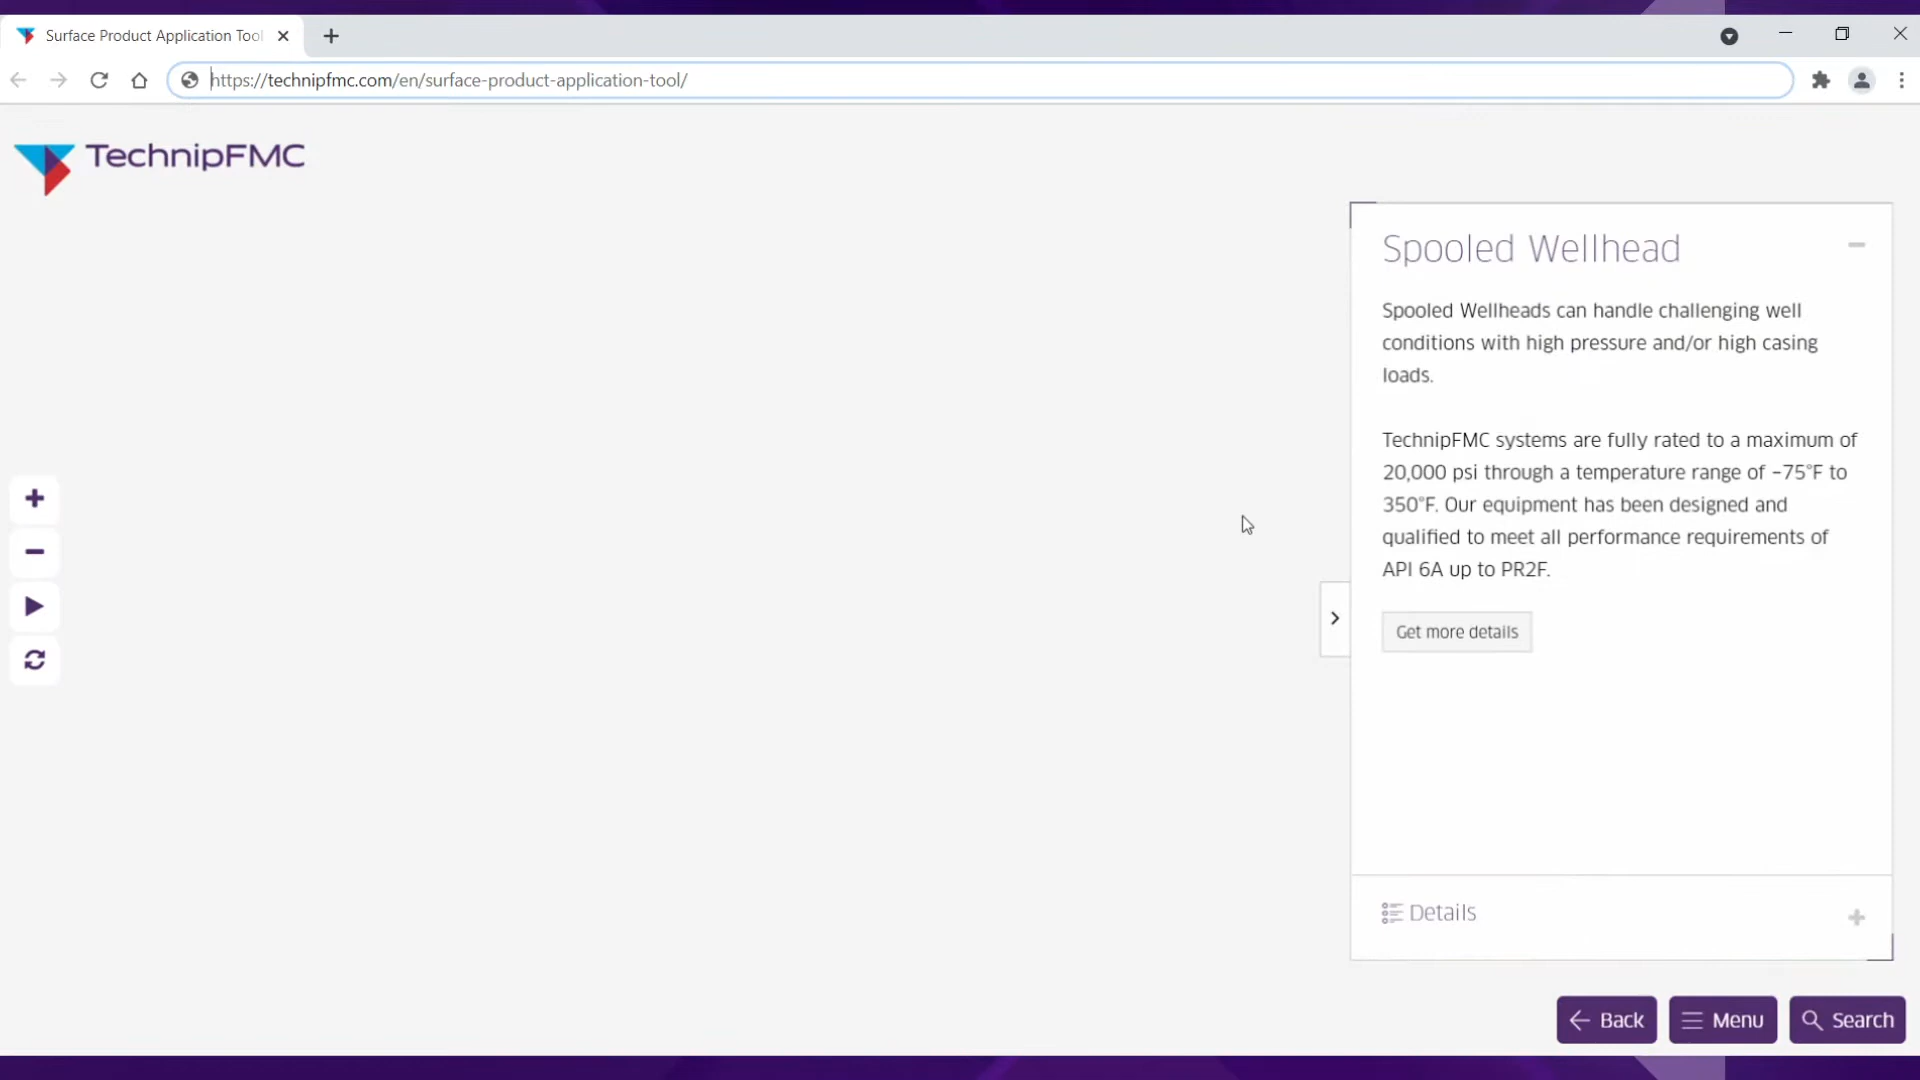 Surface Product Application Tool
https://technipfmc.com/en/surface-product-application-tool/
TechnipFMC
Spooled Wellhead
Spooled Wellheads can handle challenging well
conditions with high pressure and/or high casing
loads.
TechnipFMC systems are fully rated to a maximum of
20,000 psi through a temperature range of -75°F to
350°F. Our equipment has been designed and
qualified to meet all performance requirements of
API 6A up to PR2F.
Get more details
Details
Back
Menu
Search